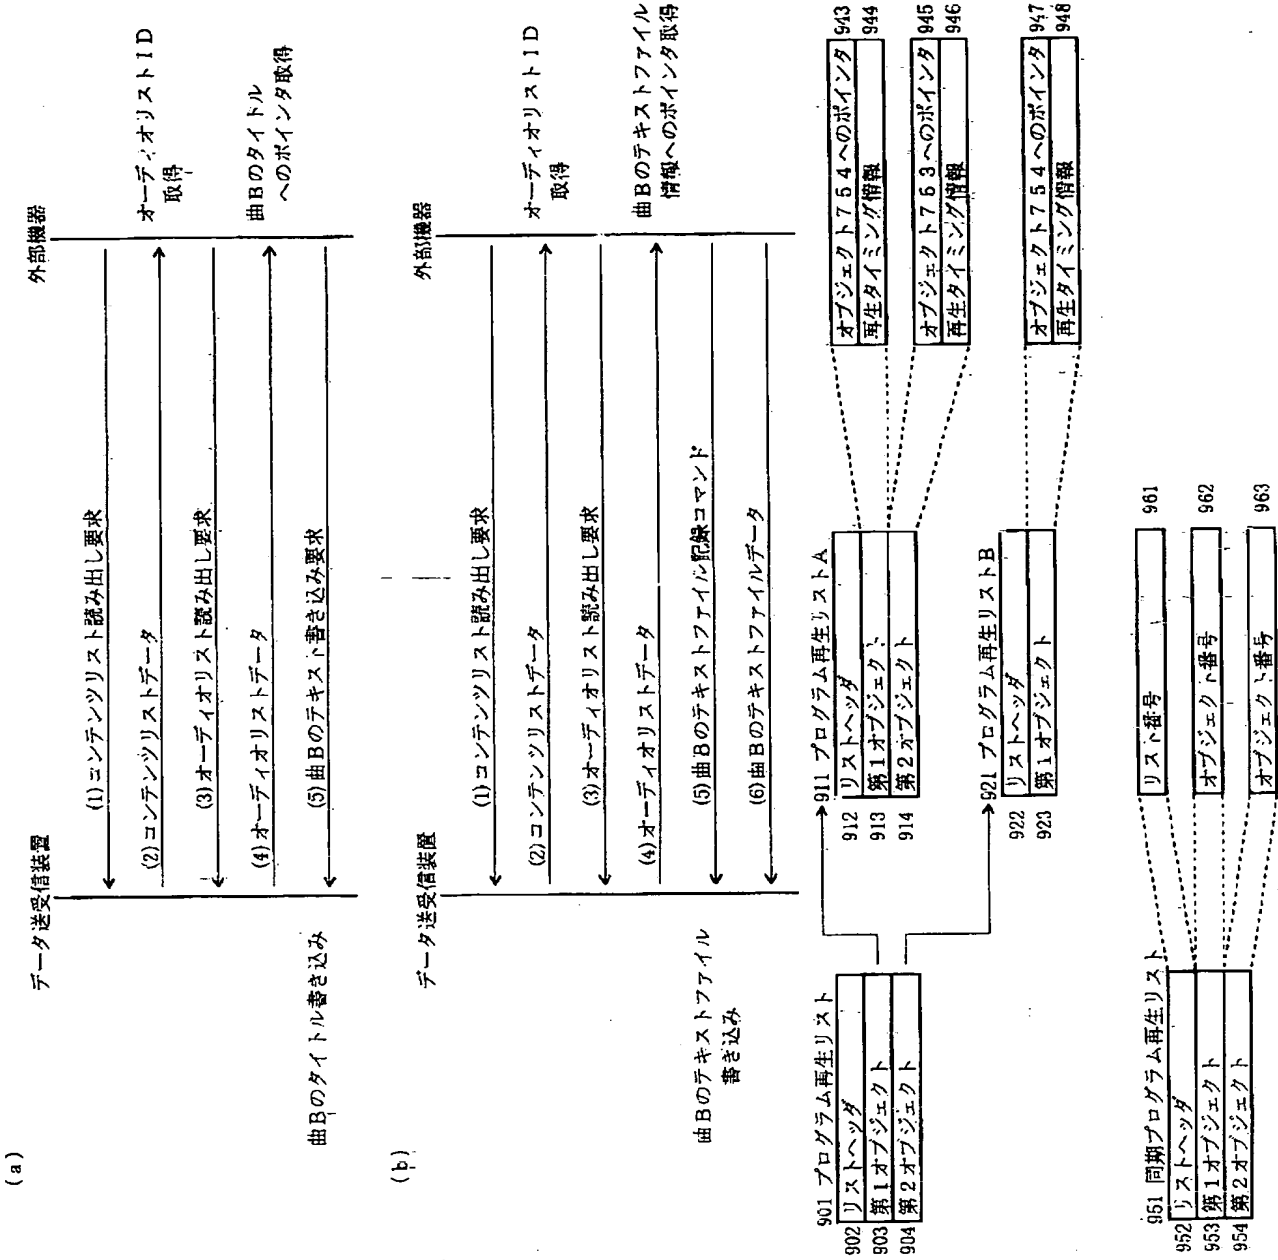 (a)
データ送受信装置
外部機器
(1)コンテンツリスト読み出し要求
(2)コンテンツリストデータ
オーディオリストID
取得
(3)オーディオリスト読み出し要求
(4)オーディオリストデータ
曲Bのタイトル
へのポインタ取得
(5)曲Bのテキスト書き込み要求
曲Bのタイトル書き込み
(b)
データ送受信装置
外部機器
(1)コンテンツリスト読み出し要求
(2)コンテンツリストデータ
オーディオリストID
取得
(3)オーディオリスト読み出し要求
(4)オーディオリストデータ
曲Bのテキストファイル
情報へのポインタ取得
(5)曲Bのテキストファイル記録コマンド
(6)曲Bのテキストファイルデータ
曲Bのテキストファイル
書き込み
901 プログラム再生リスト
902 リストヘッダ
903 第1オブジェクト
904 第2オブジェクト
911 プログラム再生リストA
912 リストヘッダ
913 第1オブジェクト
914 第2オブジェクト
オブジェクト754へのポインタ 943
再生タイミング情報 944
オブジェクト763へのポインタ 945
再生タイミング情報 946
921 プログラム再生リストB
922 リストヘッダ
923 第1オブジェクト
オブジェクト754へのポインタ 947
再生タイミング情報 948
951 同期プログラム再生リスト
952 リストヘッダ
953 第1オブジェクト
954 第2オブジェクト
リスト番号 961
オブジェクト番号 962
オブジェクト番号 963